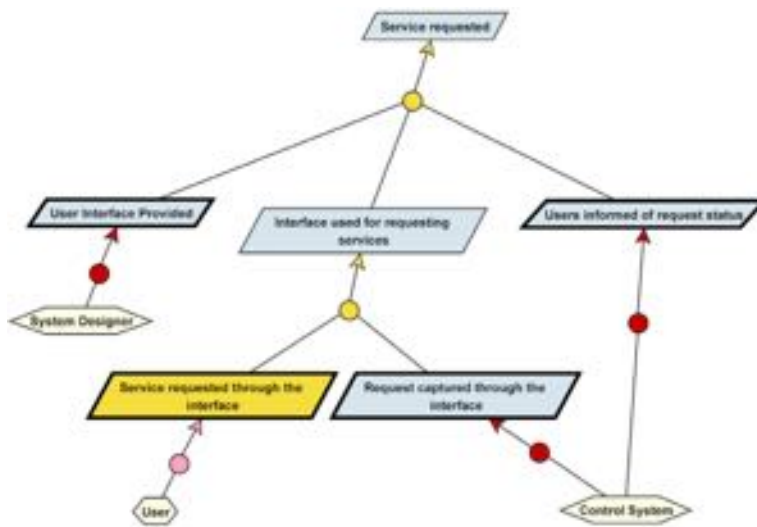 Service requested
User Interface Provided
Interface used for requesting
services
Users informed of request status
System Designer
Service requested through the
interface
Request captured through the
interface
User
Control System